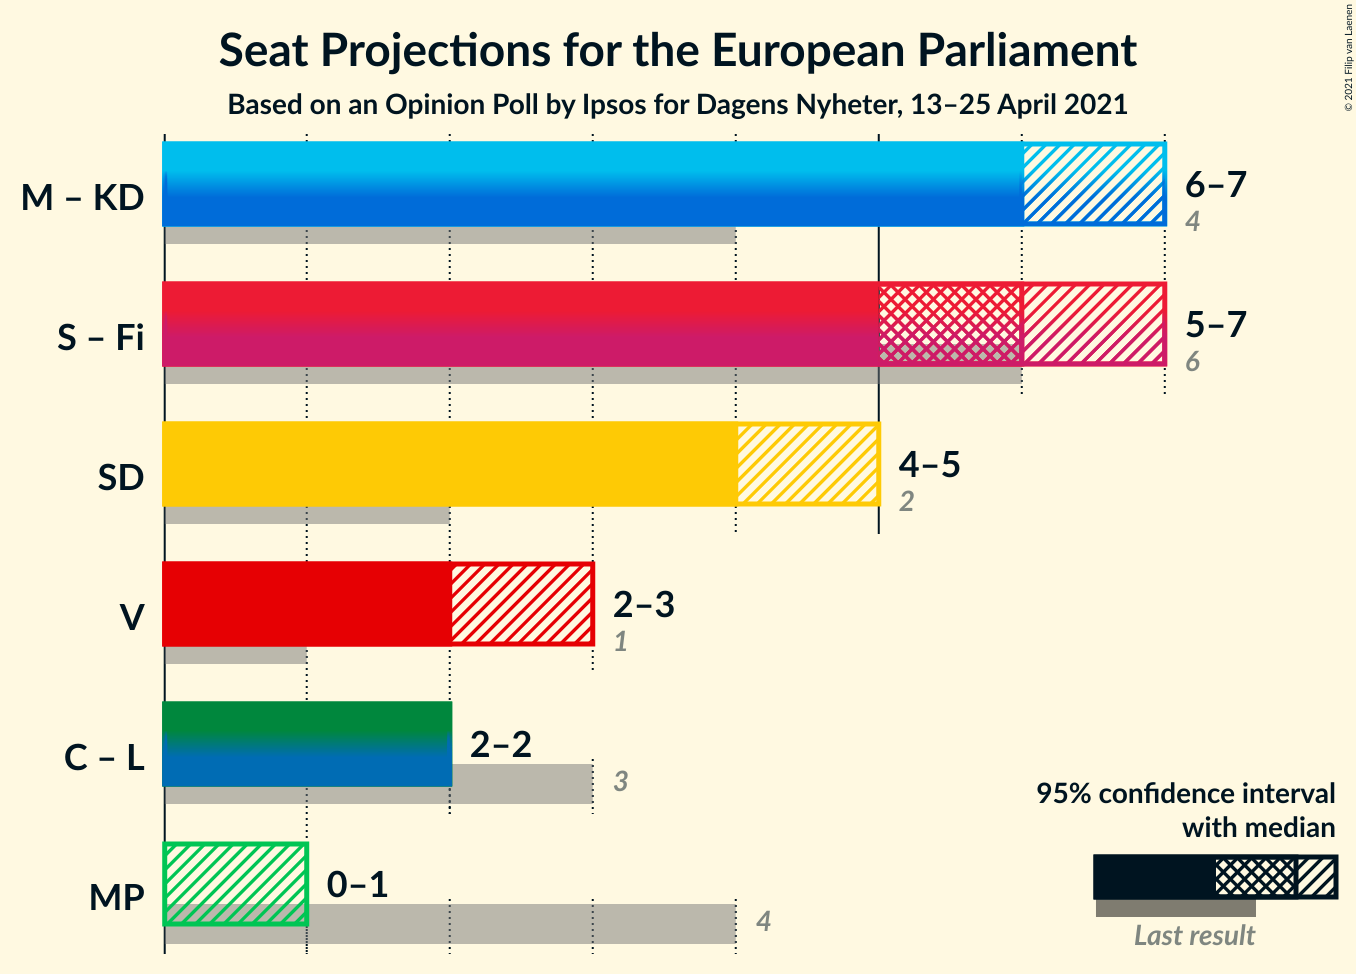 Seat Projections for the European Parliament
Based on an Opinion Poll by Ipsos for Dagens Nyheter, 13–25 April 2021
© 2021 Filip van Laenen
M – KD
6–7
4
S – Fi
5–7
6
SD
4–5
2
V
2–3
1
C – L
2–2
3
MP
0–1
4
95% confidence interval
with median
Last result